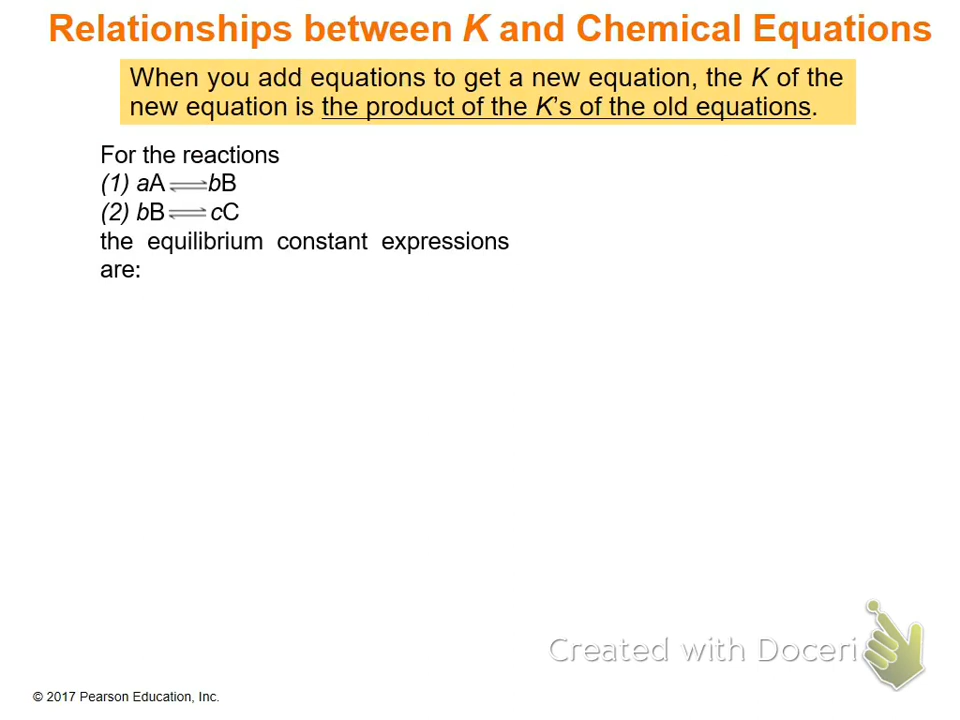 Relationships between K and Chemical Equations
When you add equations to get a new equation, the K of the
new equation is the product of the K's of the old equations.
For the reactions
(1) aA ⇌ bB
(2) bB ⇌ cC
the equilibrium constant expressions
are:
Created with Doceri
© 2017 Pearson Education, Inc.